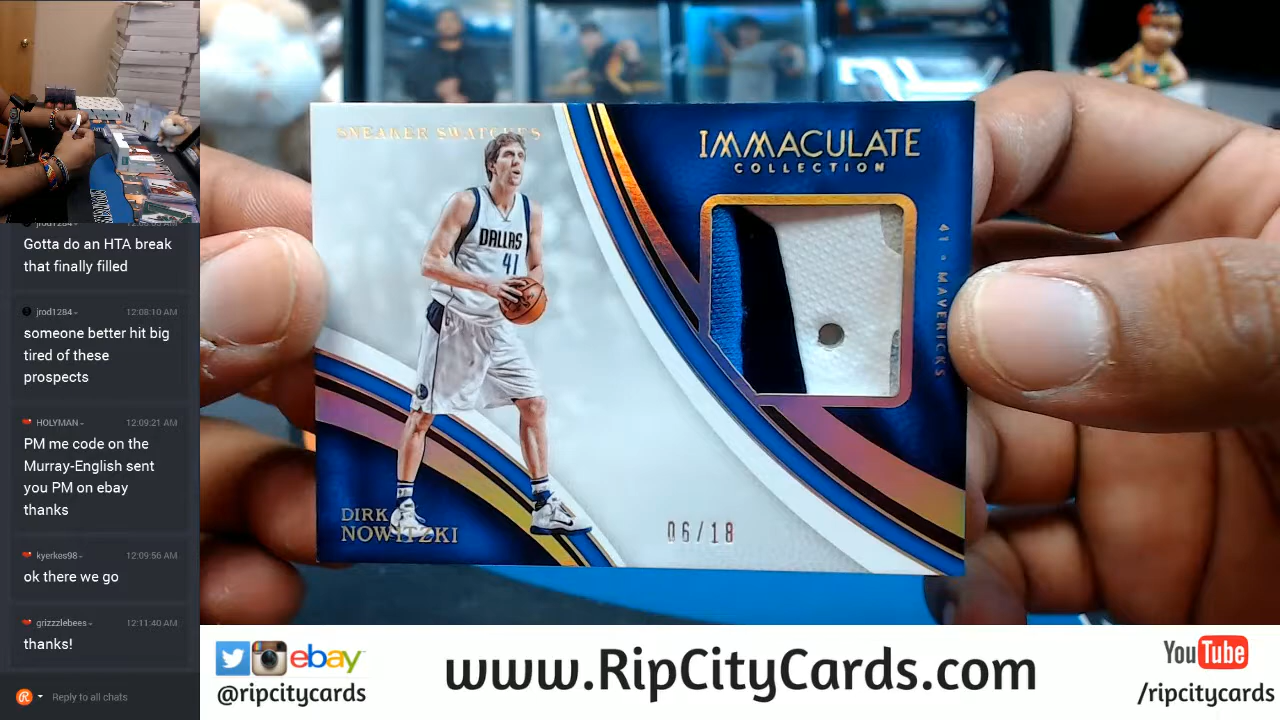 jrod1284
Gotta do an HTA break
that finally filled
jrod1284 12:08:10 AM
someone better hit big
tired of these
prospects
HOLYMAN 12:09:21 AM
PM me code on the
Murray-English sent
you PM on ebay
thanks
kyerkes98 12:09:56 AM
ok there we go
grizzzlebees 12:11:40 AM
thanks!
Reply to all chats
SNEAKER SWATCHES
IMMACULATE
COLLECTION
41 • MAVERICKS
DALLAS
41
DIRK
NOWITZKI
06/18
ebay
@ripcitycards
www.RipCityCards.com
YouTube
/ripcitycards